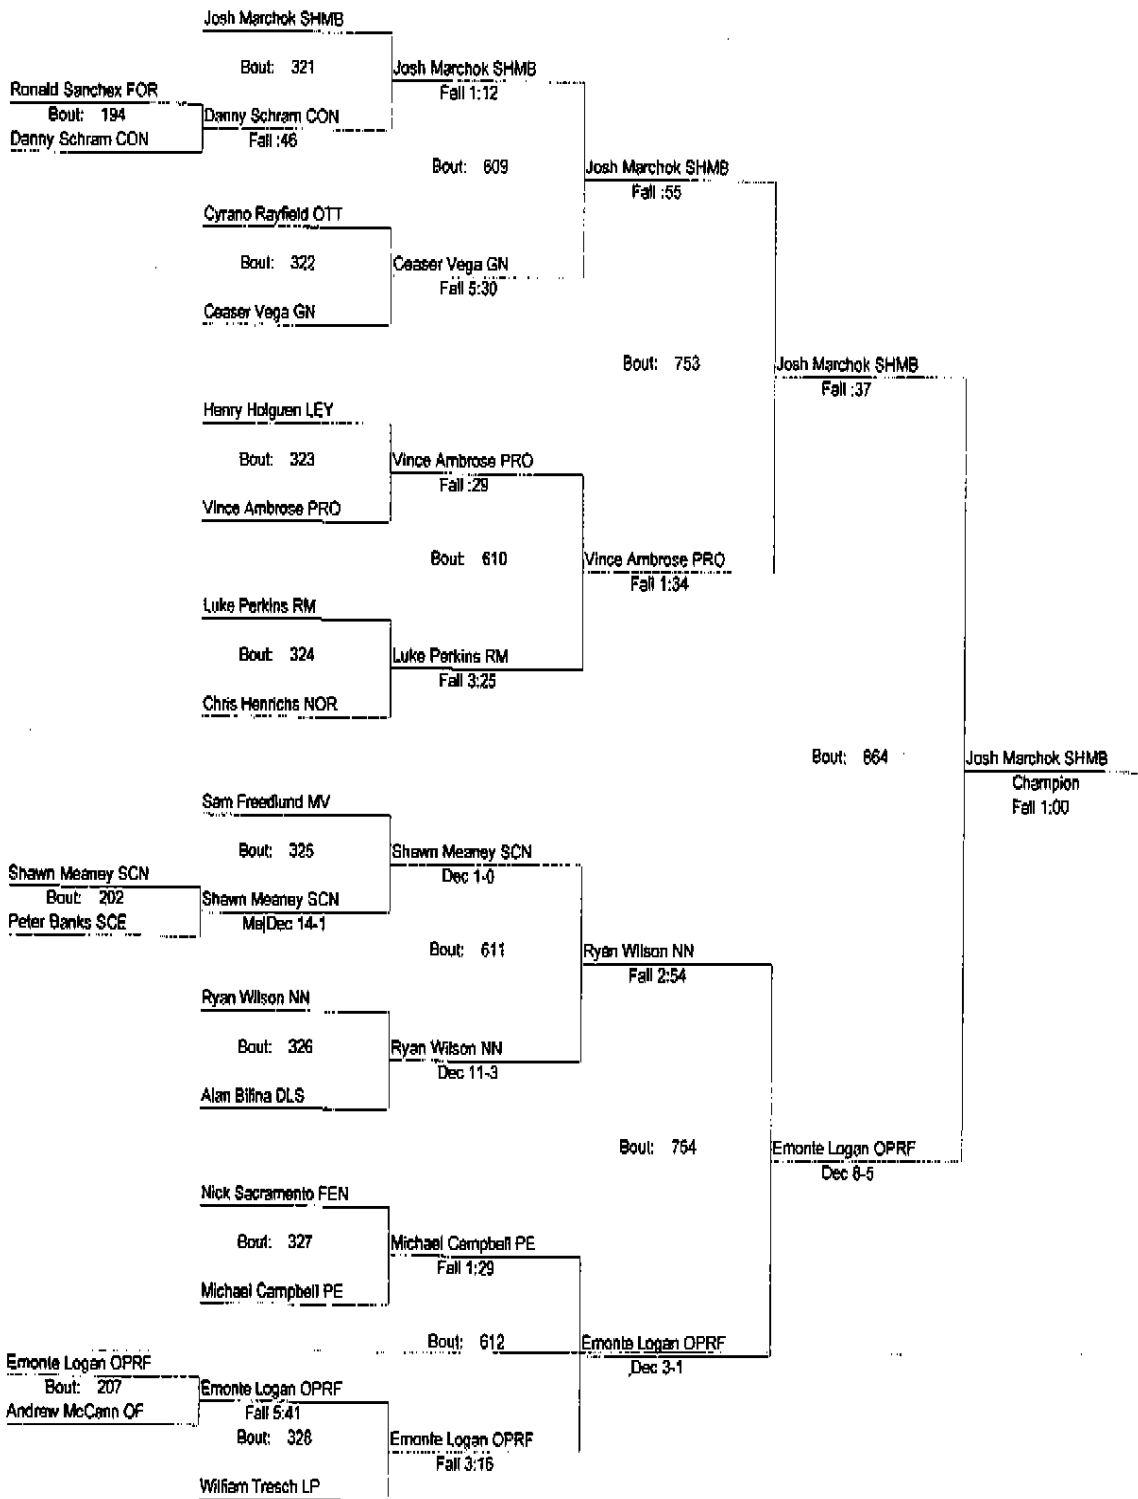 Josh Marchok SHMB
Bout: 321
Josh Marchok SHMB
Fall 1:12
Ronald Sanchex FOR
Bout: 194
Danny Schram CON
Danny Schram CON
Fall :46
Bout: 609
Josh Marchok SHMB
Fall :55
Cyrano Rayfield OTT
Bout: 322
Ceaser Vega GN
Fall 5:30
Ceaser Vega GN
Bout: 753
Josh Marchok SHMB
Fall :37
Henry Holguen LEY
Bout: 323
Vince Ambrose PRO
Fall :29
Vince Ambrose PRO
Bout: 610
Vince Ambrose PRO
Fall 1:34
Luke Perkins RM
Bout: 324
Luke Perkins RM
Fall 3:25
Chris Henrichs NOR
Bout: 864
Josh Marchok SHMB
Champion
Fall 1:00
Sam Freedlund MV
Bout: 325
Shawn Meaney SCN
Dec 1-0
Shawn Meaney SCN
Bout: 202
Peter Banks SCE
Shawn Meaney SCN
MajDec 14-1
Bout: 611
Ryan Wilson NN
Fall 2:54
Ryan Wilson NN
Bout: 326
Ryan Wilson NN
Dec 11-3
Alan Bilina DLS
Bout: 754
Emonte Logan OPRF
Dec 8-5
Nick Sacramento FEN
Bout: 327
Michael Campbell PE
Fall 1:29
Michael Campbell PE
Bout: 612
Emonte Logan OPRF
Dec 3-1
Emonte Logan OPRF
Bout: 207
Andrew McCann OF
Emonte Logan OPRF
Fall 5:41
Bout: 328
Emonte Logan OPRF
Fall 3:16
William Tresch LP